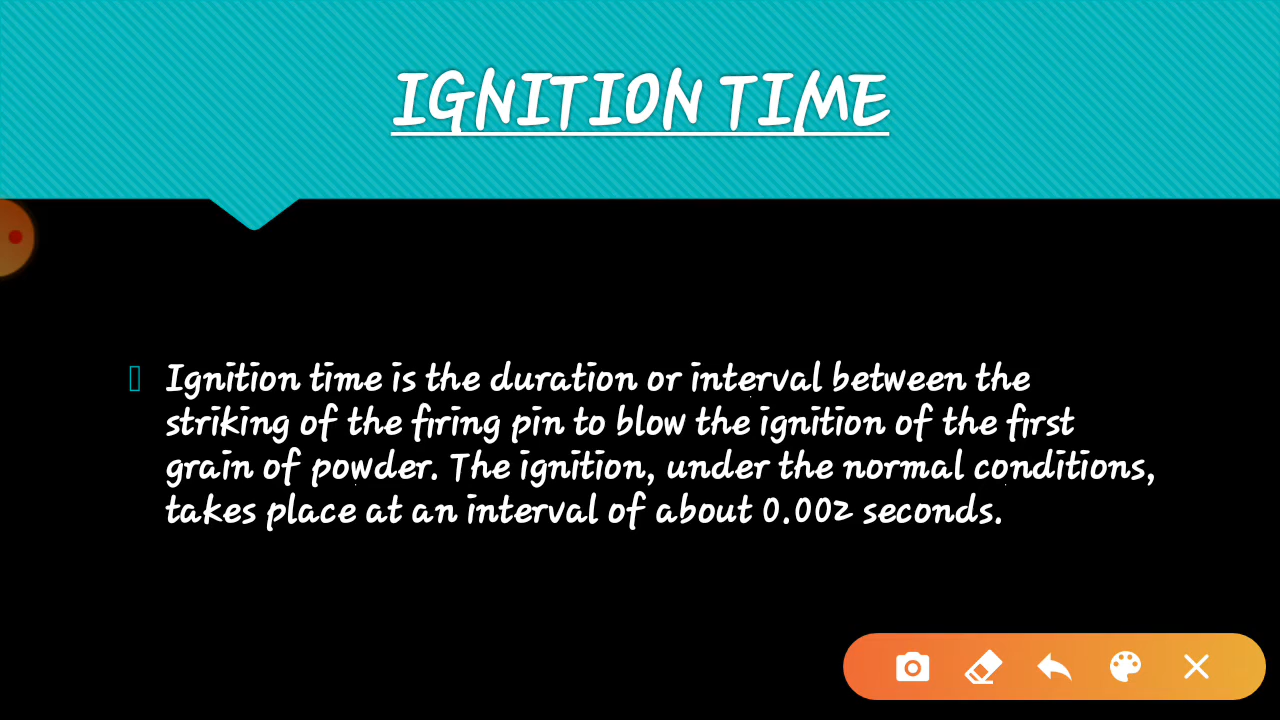 IGNITION TIME
Ignition time is the duration or interval between the
striking of the firing pin to blow the ignition of the first
grain of powder. The ignition, under the normal conditions,
takes place at an interval of about 0.002 seconds.